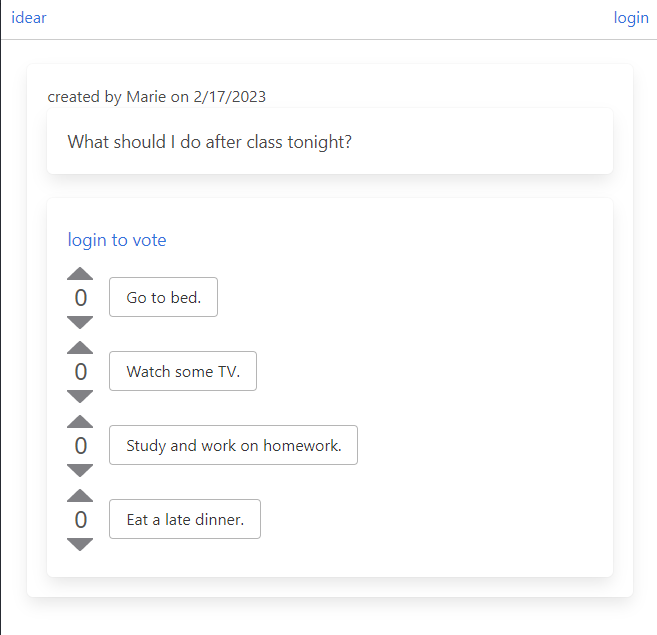 idear
login
created by Marie on 2/17/2023
What should I do after class tonight?
login to vote
0
Go to bed.
0
Watch some TV.
0
Study and work on homework.
0
Eat a late dinner.